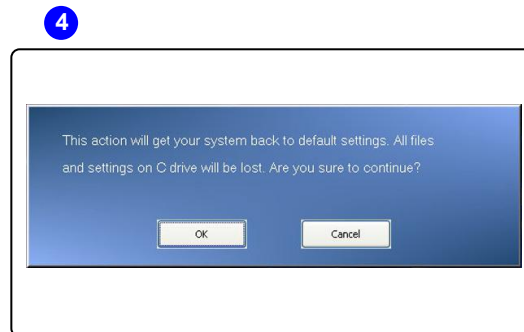 4
This action will get your system back to default settings. All files
and settings on C drive will be lost. Are you sure to continue?
OK
Cancel